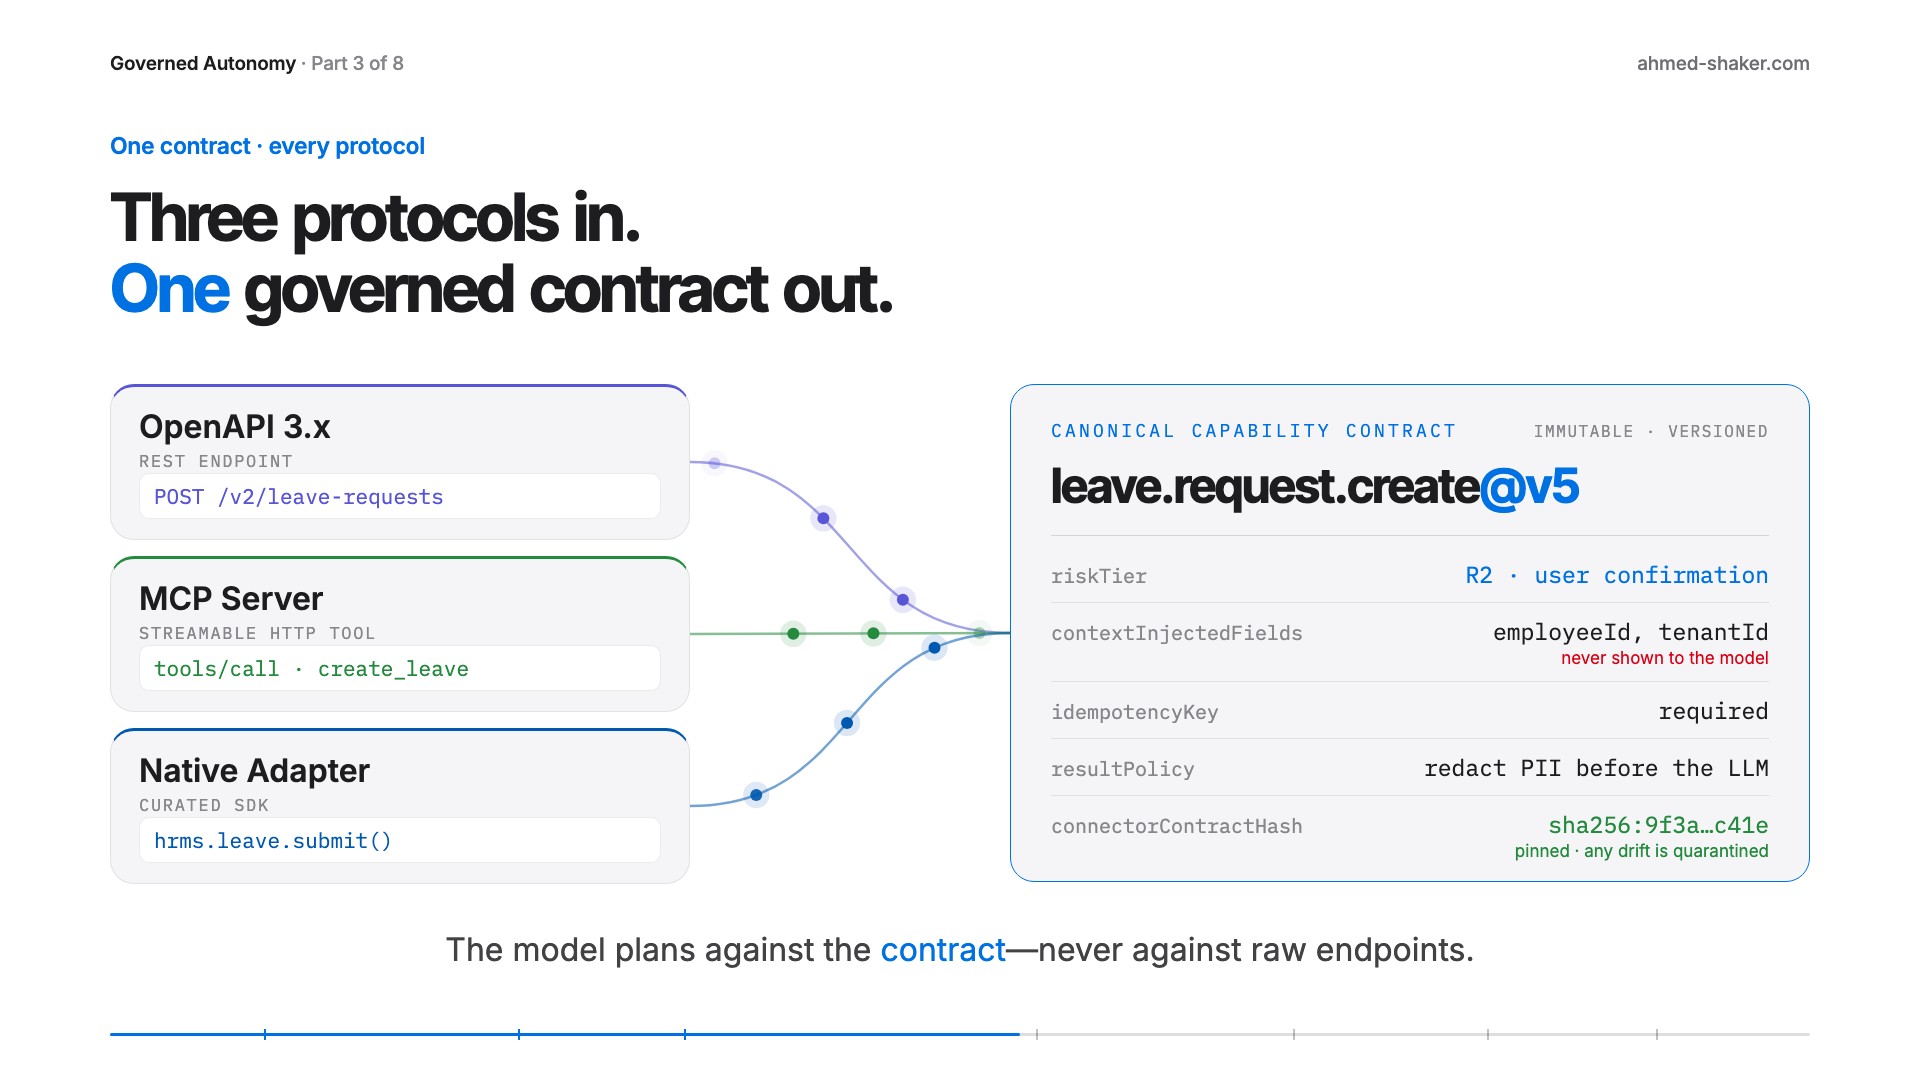 Governed Autonomy · Part 3 of 8
ahmed-shaker.com
One contract · every protocol
Three protocols in.
One governed contract out.
OpenAPI 3.x
REST ENDPOINT
POST /v2/leave-requests
MCP Server
STREAMABLE HTTP TOOL
tools/call · create_leave
Native Adapter
CURATED SDK
hrms.leave.submit()
CANONICAL CAPABILITY CONTRACT
IMMUTABLE · VERSIONED
leave.request.create@v5
riskTier
R2 · user confirmation
contextInjectedFields
employeeId, tenantId
never shown to the model
idempotencyKey
required
resultPolicy
redact PII before the LLM
connectorContractHash
sha256:9f3a…c41e
pinned · any drift is quarantined
The model plans against the contract—never against raw endpoints.